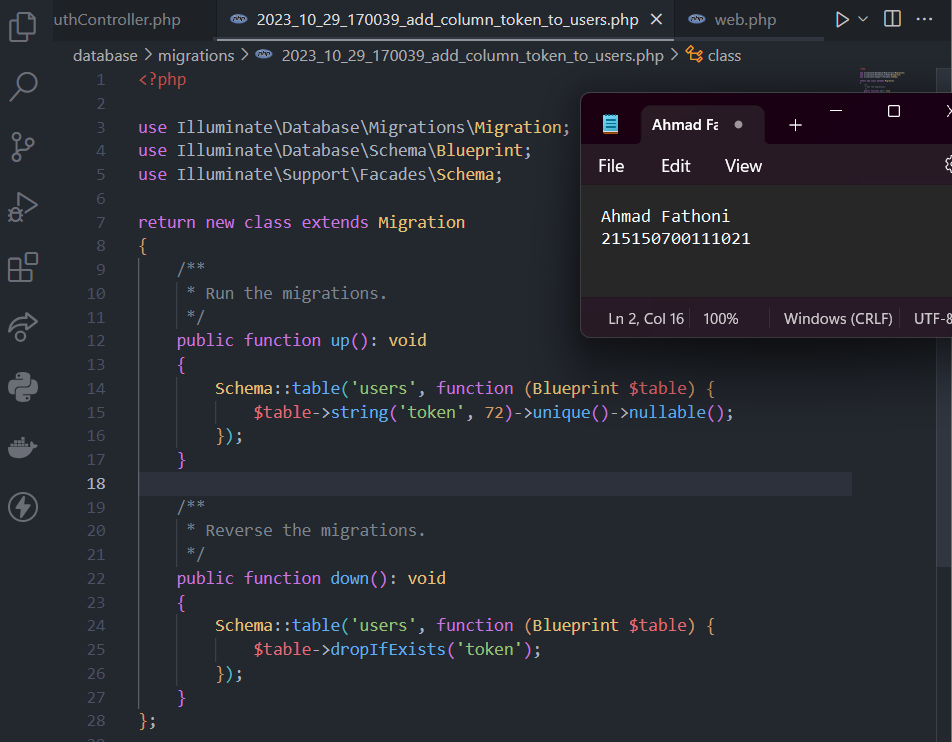 uthController.php
2023_10_29_170039_add_column_token_to_users.php
web.php
database > migrations > 2023_10_29_170039_add_column_token_to_users.php > class
1 <?php
2
3 use Illuminate\Database\Migrations\Migration;
4 use Illuminate\Database\Schema\Blueprint;
5 use Illuminate\Support\Facades\Schema;
6
7 return new class extends Migration
8 {
9 /**
10 * Run the migrations.
11 */
12 public function up(): void
13 {
14 Schema::table('users', function (Blueprint $table) {
15 $table->string('token', 72)->unique()->nullable();
16 });
17 }
18
19 /**
20 * Reverse the migrations.
21 */
22 public function down(): void
23 {
24 Schema::table('users', function (Blueprint $table) {
25 $table->dropIfExists('token');
26 });
27 }
28 };
Ahmad Fa
File Edit View
Ahmad Fathoni
215150700111021
Ln 2, Col 16 100% Windows (CRLF) UTF-8